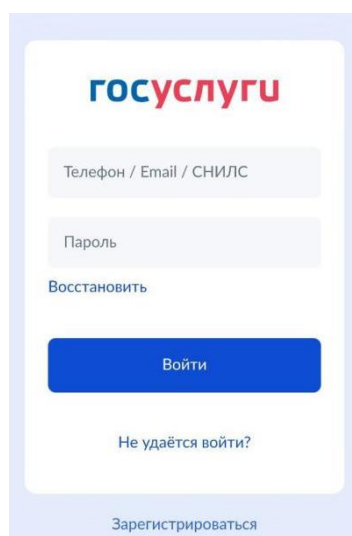 госуслуги
Телефон / Email / СНИЛС
Пароль
Восстановить
Войти
Не удаётся войти?
Зарегистрироваться